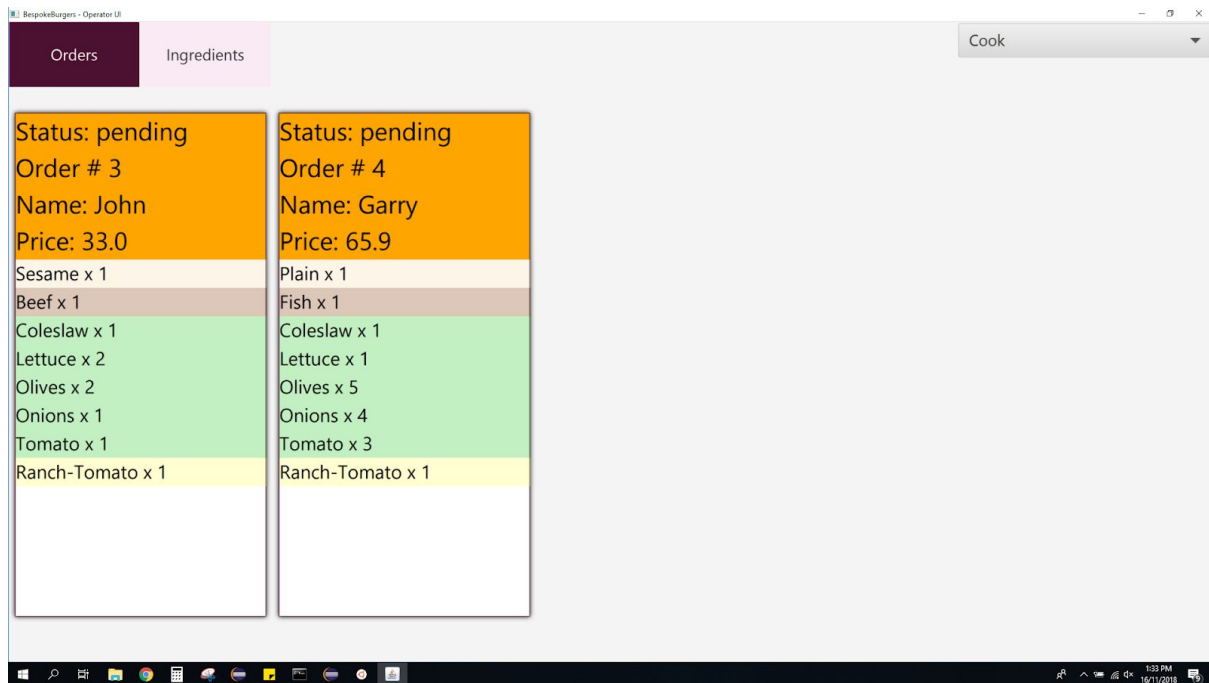 BespokeBurgers - Operator UI
Orders
Ingredients
Cook
Status: pending
Order # 3
Name: John
Price: 33.0
Sesame x 1
Beef x 1
Coleslaw x 1
Lettuce x 2
Olives x 2
Onions x 1
Tomato x 1
Ranch-Tomato x 1
Status: pending
Order # 4
Name: Garry
Price: 65.9
Plain x 1
Fish x 1
Coleslaw x 1
Lettuce x 1
Olives x 5
Onions x 4
Tomato x 3
Ranch-Tomato x 1
1:33 PM
16/11/2018